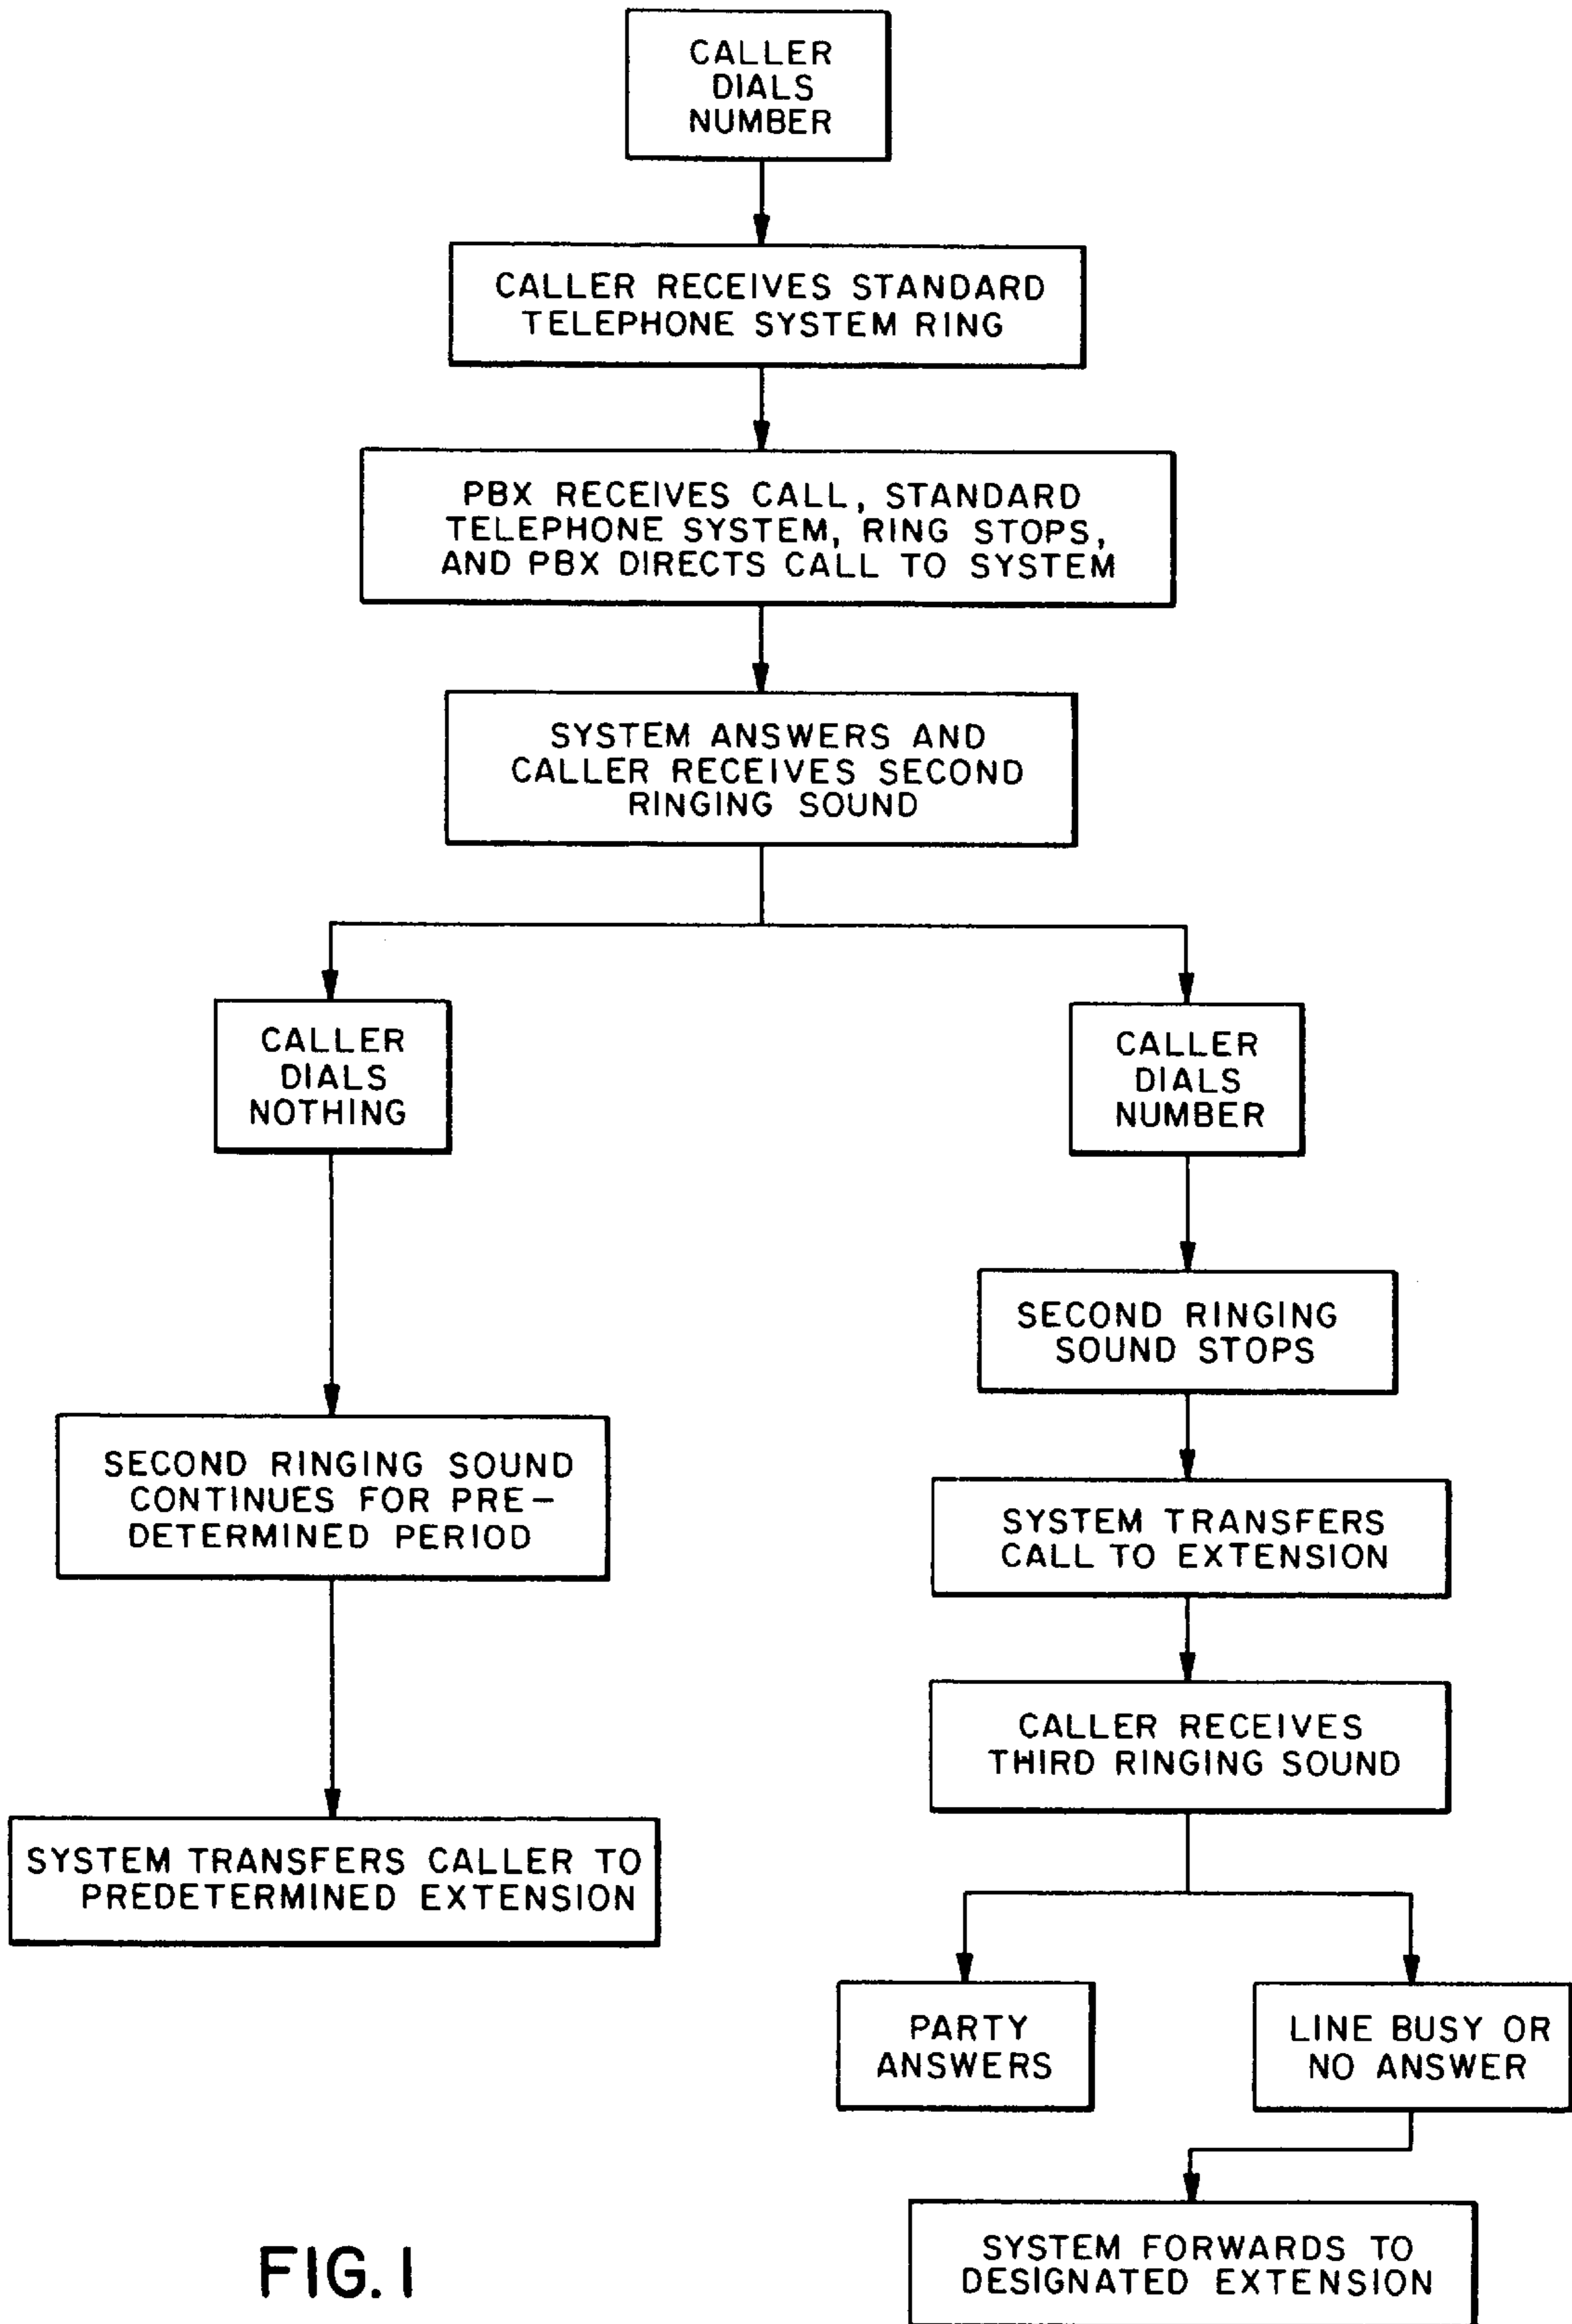 CALLER
DIALS
NUMBER
CALLER RECEIVES STANDARD
TELEPHONE SYSTEM RING
PBX RECEIVES CALL, STANDARD
TELEPHONE SYSTEM, RING STOPS,
AND PBX DIRECTS CALL TO SYSTEM
SYSTEM ANSWERS AND
CALLER RECEIVES SECOND
RINGING SOUND
CALLER
DIALS
NOTHING
SECOND RINGING SOUND
CONTINUES FOR PRE-
DETERMINED PERIOD
SYSTEM TRANSFERS CALLER TO
PREDETERMINED EXTENSION
CALLER
DIALS
NUMBER
SECOND RINGING
SOUND STOPS
SYSTEM TRANSFERS
CALL TO EXTENSION
CALLER RECEIVES
THIRD RINGING SOUND
PARTY
ANSWERS
LINE BUSY OR
NO ANSWER
SYSTEM FORWARDS TO
DESIGNATED EXTENSION
FIG. I